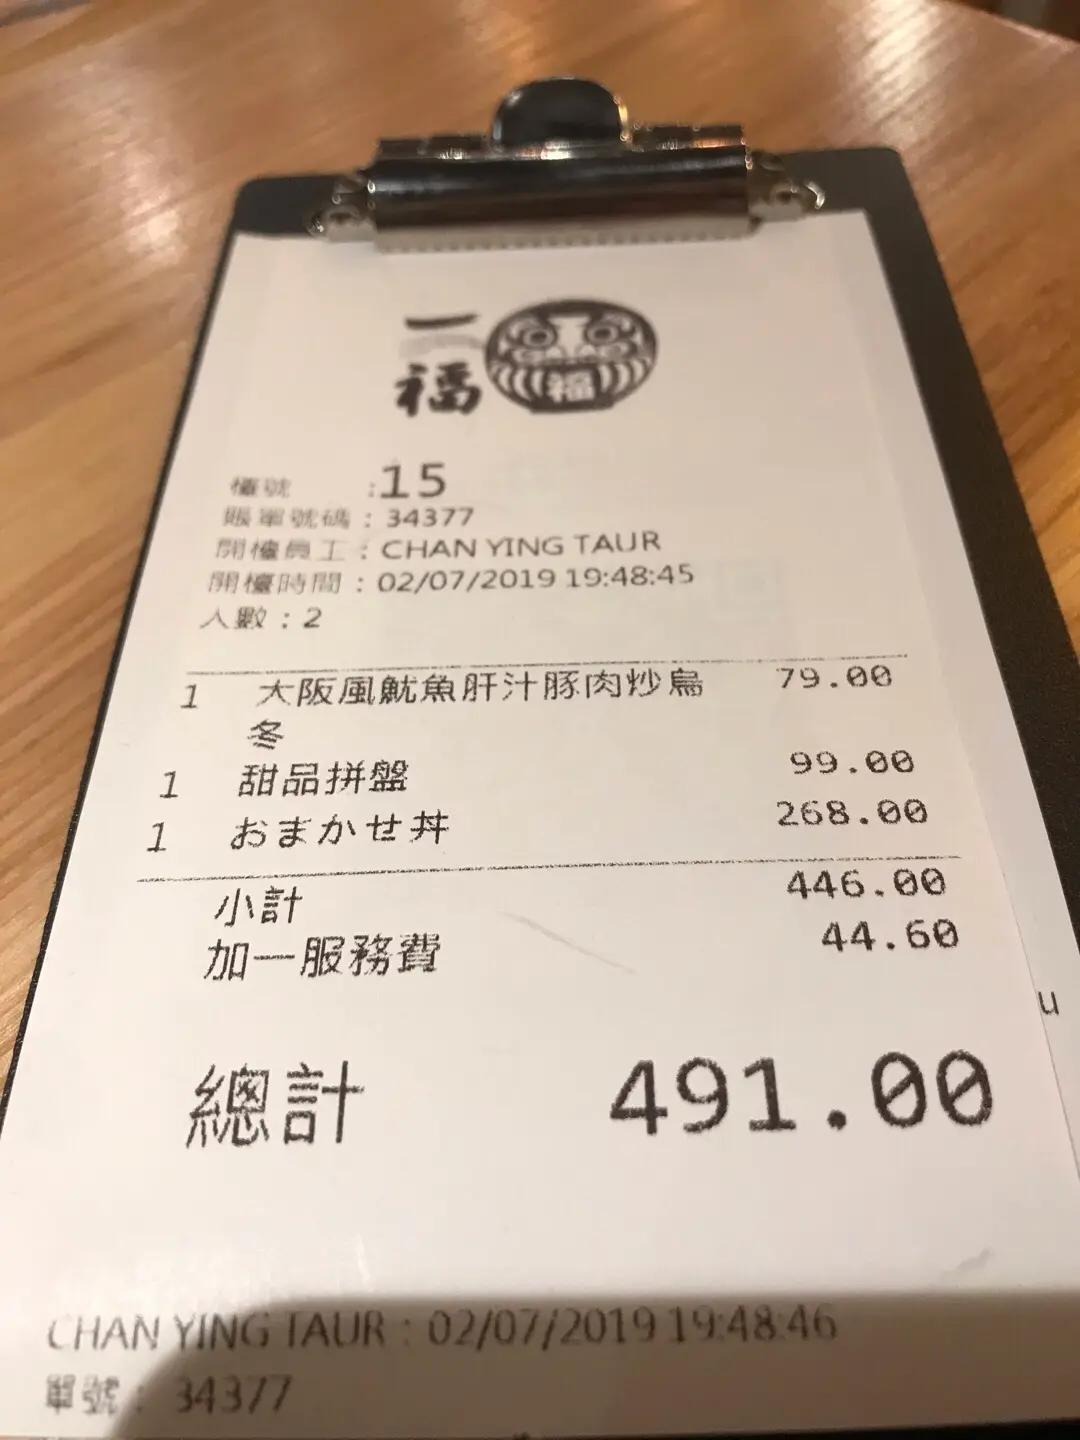 一福
福
檯號 :15
賬單號碼 : 34377
開檯員工 : CHAN YING TAUR
開檯時間 : 02/07/2019 19:48:45
人數 : 2
1 大阪風魷魚肝汁豚肉炒烏 79.00
冬
1 甜品拼盤 99.00
1 おまかせ丼 268.00
小計 446.00
加一服務費 44.60
u
總計 491.00
CHAN YING TAUR : 02/07/2019 19:48:46
單號 : 34377